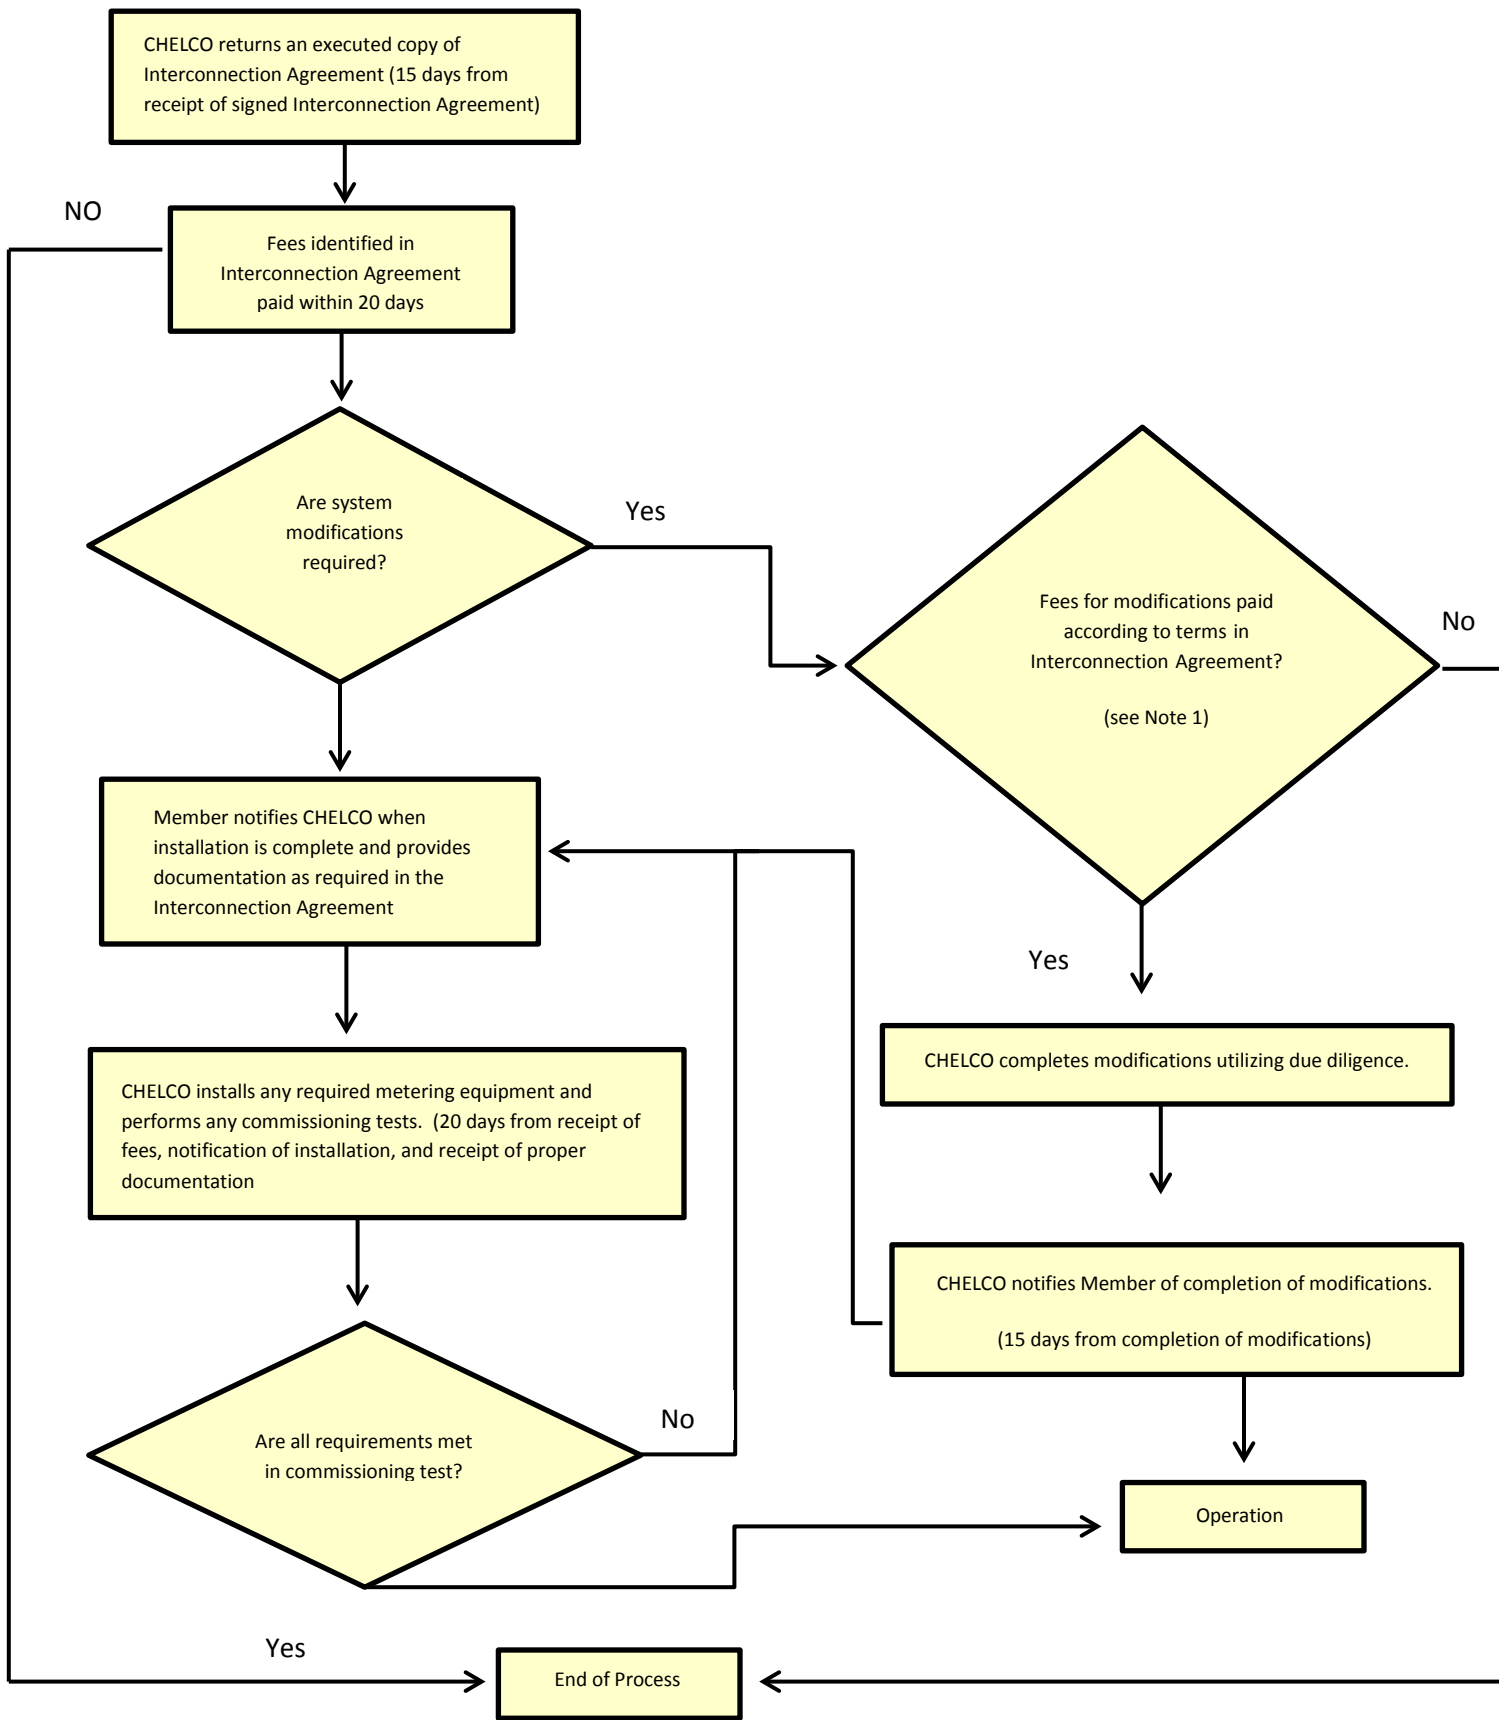 CHELCO returns an executed copy of
Interconnection Agreement (15 days from
receipt of signed Interconnection Agreement)
NO
Fees identified in
Interconnection Agreement
paid within 20 days
Are system
modifications
required?
Yes
Fees for modifications paid
according to terms in
Interconnection Agreement?
(see Note 1)
No
Member notifies CHELCO when
installation is complete and provides
documentation as required in the
Interconnection Agreement
Yes
CHELCO completes modifications utilizing due diligence.
CHELCO installs any required metering equipment and
performs any commissioning tests.  (20 days from receipt of
fees, notification of installation, and receipt of proper
documentation
CHELCO notifies Member of completion of modifications.
(15 days from completion of modifications)
Are all requirements met
in commissioning test?
No
Operation
Yes
End of Process